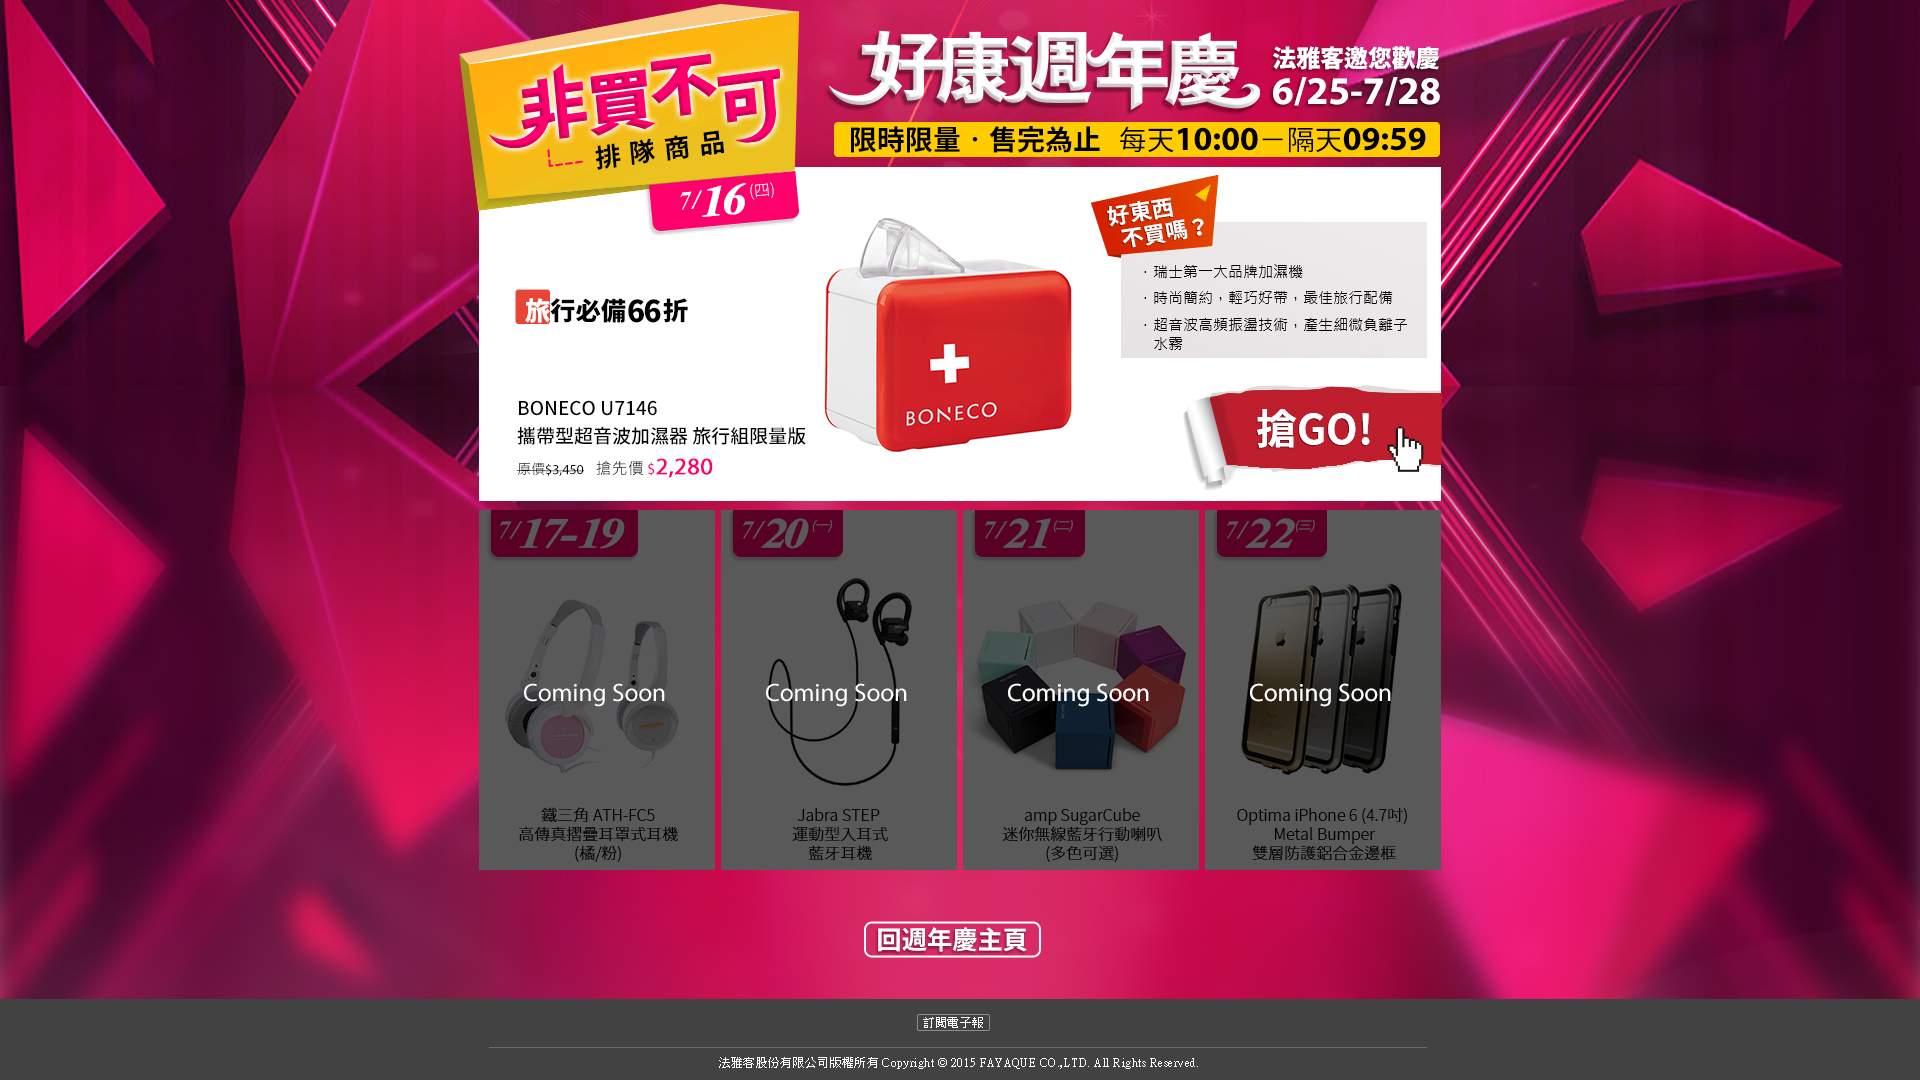 非買不可
排隊商品
好康週年慶
法雅客邀您歡慶
6/25-7/28
限時限量．售完為止 每天10:00－隔天09:59
7/16(四)
旅行必備66折
BONECO
好東西
不買嗎？
．瑞士第一大品牌加濕機
．時尚簡約，輕巧好帶，最佳旅行配備
．超音波高頻振盪技術，產生細微負離子
水霧
BONECO U7146
攜帶型超音波加濕器 旅行組限量版
原價$3,450 搶先價 $2,280
搶GO!
7/17-19
Coming Soon
鐵三角 ATH-FC5
高傳真摺疊耳罩式耳機
(橘/粉)
7/20(一)
Coming Soon
Jabra STEP
運動型入耳式
藍牙耳機
7/21(二)
Coming Soon
amp SugarCube
迷你無線藍牙行動喇叭
(多色可選)
7/22(三)
Coming Soon
Optima iPhone 6 (4.7吋)
Metal Bumper
雙層防護鋁合金邊框
回週年慶主頁
訂閱電子報
法雅客股份有限公司版權所有 Copyright © 2015 FAYAQUE CO.,LTD. All Rights Reserved.